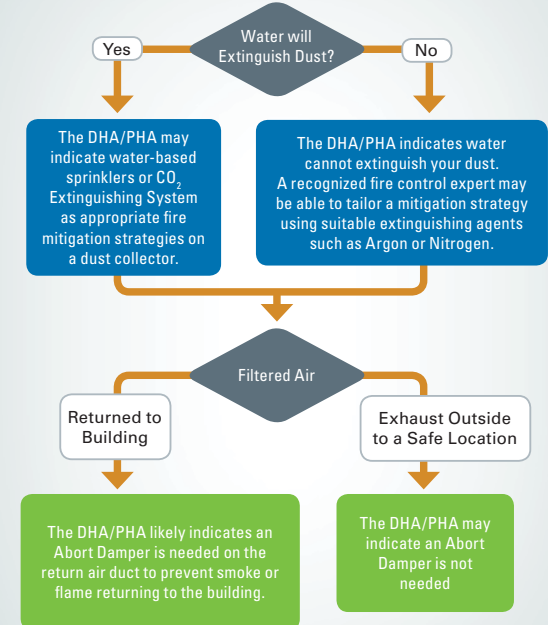 Water will
Extinguish Dust?
Yes
No
The DHA/PHA may
indicate water-based
sprinklers or CO₂
Extinguishing System
as appropriate fire
mitigation strategies on
a dust collector.
The DHA/PHA indicates water
cannot extinguish your dust.
A recognized fire control expert may
be able to tailor a mitigation strategy
using suitable extinguishing agents
such as Argon or Nitrogen.
Filtered Air
Returned to
Building
Exhaust Outside
to a Safe Location
The DHA/PHA likely indicates an
Abort Damper is needed on the
return air duct to prevent smoke or
flame returning to the building.
The DHA/PHA may
indicate an Abort
Damper is not
needed